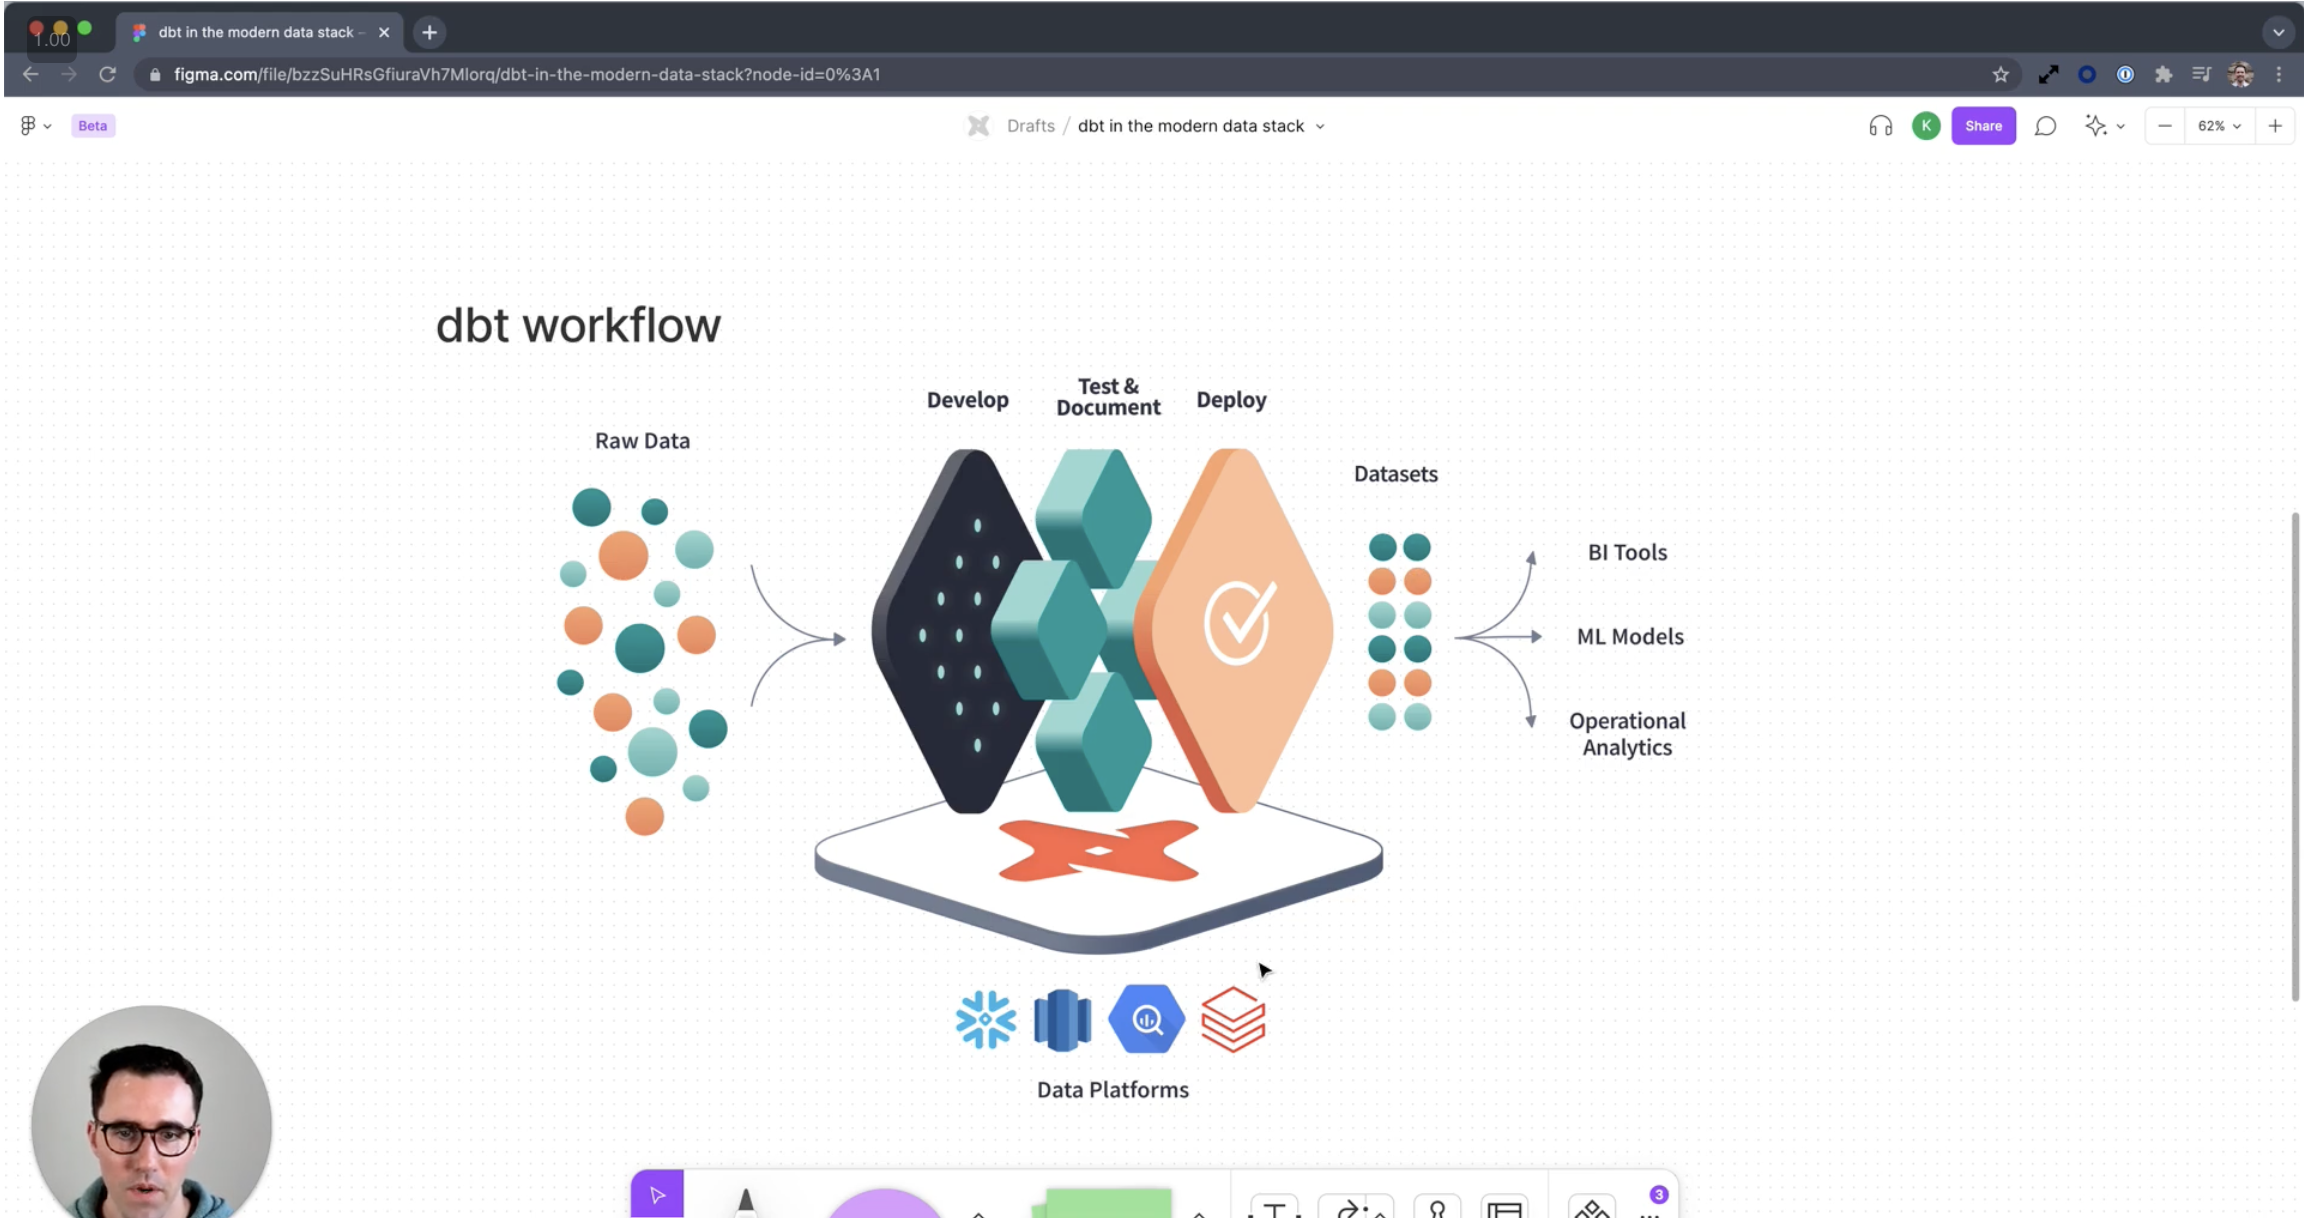 1.00
dbt in the modern data stack –
figma.com/file/bzzSuHRsGfiuraVh7Mlorq/dbt-in-the-modern-data-stack?node-id=0%3A1
Beta
Drafts / dbt in the modern data stack
K
Share
62%
dbt workflow
Develop
Test &
Document
Deploy
Raw Data
Datasets
BI Tools
ML Models
Operational
Analytics
Data Platforms
3